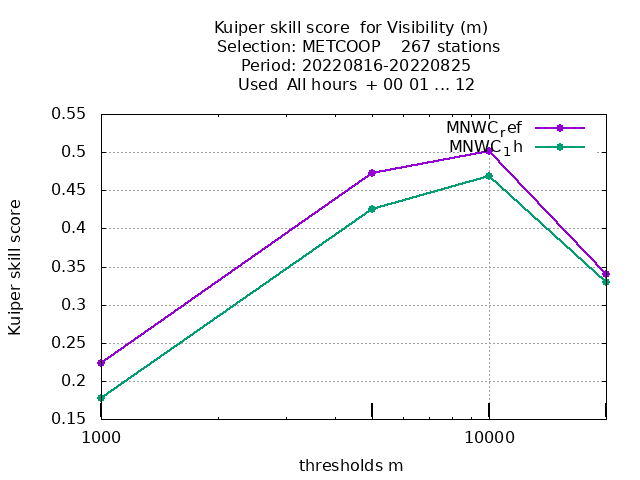 Kuiper skill score  for Visibility (m)
Selection: METCOOP    267 stations
Period: 20220816-20220825
Used  All hours  + 00 01 ... 12
0.55
0.5
0.45
0.4
0.35
0.3
0.25
0.2
0.15
Kuiper skill score
MNWC_ref
MNWC_1h
1000
10000
thresholds m